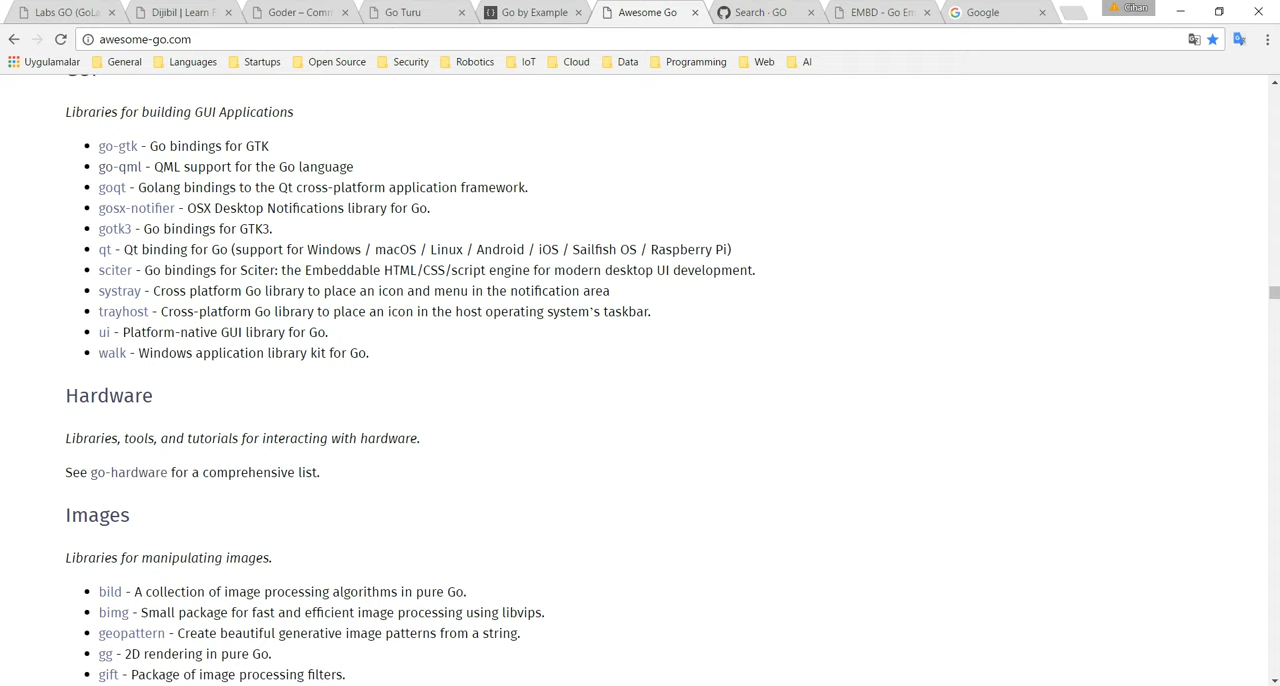 Labs GO (GoLa
Dijibil | Learn F
Goder – Comm
Go Turu
Go by Example
Awesome Go
Search · GO
EMBD - Go Em
Google
Cihan
awesome-go.com
Uygulamalar
General
Languages
Startups
Open Source
Security
Robotics
IoT
Cloud
Data
Programming
Web
AI
Libraries for building GUI Applications
• go-gtk - Go bindings for GTK
• go-qml - QML support for the Go language
• goqt - Golang bindings to the Qt cross-platform application framework.
• gosx-notifier - OSX Desktop Notifications library for Go.
• gotk3 - Go bindings for GTK3.
• qt - Qt binding for Go (support for Windows / macOS / Linux / Android / iOS / Sailfish OS / Raspberry Pi)
• sciter - Go bindings for Sciter: the Embeddable HTML/CSS/script engine for modern desktop UI development.
• systray - Cross platform Go library to place an icon and menu in the notification area
• trayhost - Cross-platform Go library to place an icon in the host operating system’s taskbar.
• ui - Platform-native GUI library for Go.
• walk - Windows application library kit for Go.
Hardware
Libraries, tools, and tutorials for interacting with hardware.
See go-hardware for a comprehensive list.
Images
Libraries for manipulating images.
• bild - A collection of image processing algorithms in pure Go.
• bimg - Small package for fast and efficient image processing using libvips.
• geopattern - Create beautiful generative image patterns from a string.
• gg - 2D rendering in pure Go.
• gift - Package of image processing filters.